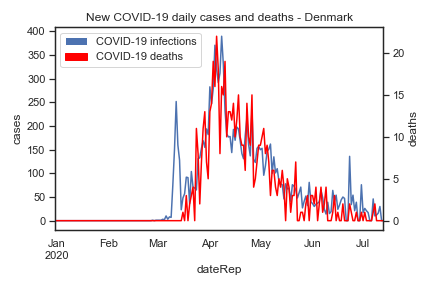 New COVID-19 daily cases and deaths - Denmark
COVID-19 infections
COVID-19 deaths
400
350
300
250
200
150
100
50
0
cases
20
15
10
5
0
deaths
Jan Feb Mar Apr May Jun Jul
2020
dateRep